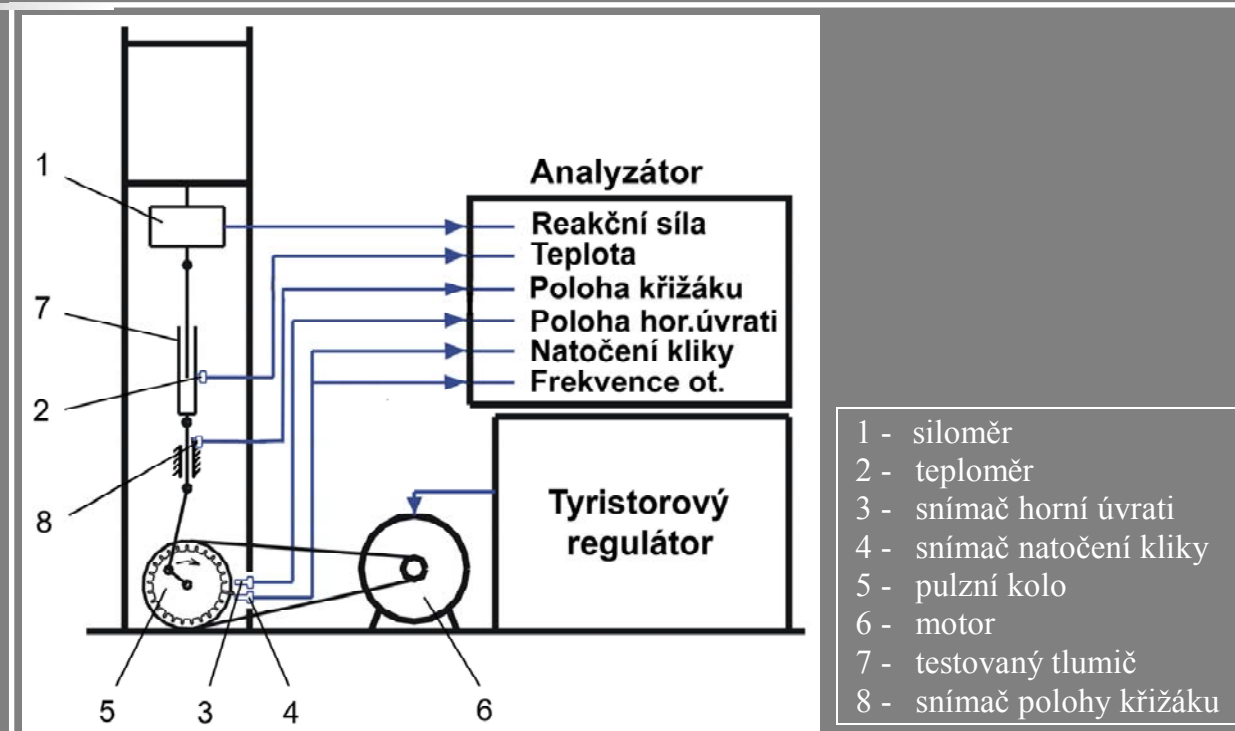 Analyzátor
Reakční síla
Teplota
Poloha křižáku
Poloha hor.úvrati
Natočení kliky
Frekvence ot.
Tyristorový
regulátor
1
7
2
8
5
3
4
6
1 - siloměr
2 - teploměr
3 - snímač horní úvrati
4 - snímač natočení kliky
5 - pulzní kolo
6 - motor
7 - testovaný tlumič
8 - snímač polohy křižáku